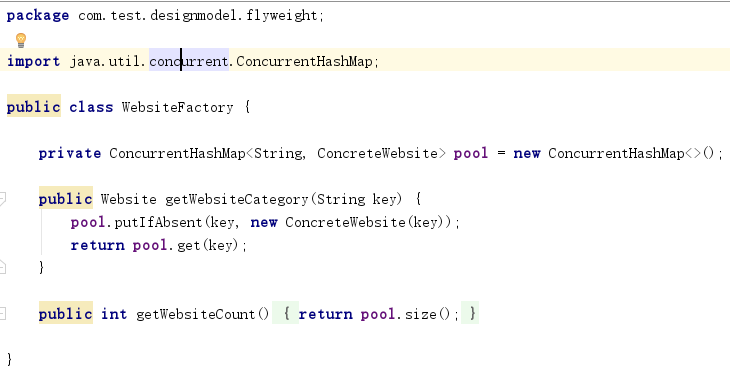 package com.test.designmodel.flyweight;
import java.util.concurrent.ConcurrentHashMap;
public class WebsiteFactory {
private ConcurrentHashMap<String, ConcreteWebsite> pool = new ConcurrentHashMap<>();
public Website getWebsiteCategory(String key) {
pool.putIfAbsent(key, new ConcreteWebsite(key));
return pool.get(key);
}
public int getWebsiteCount() { return pool.size(); }
}